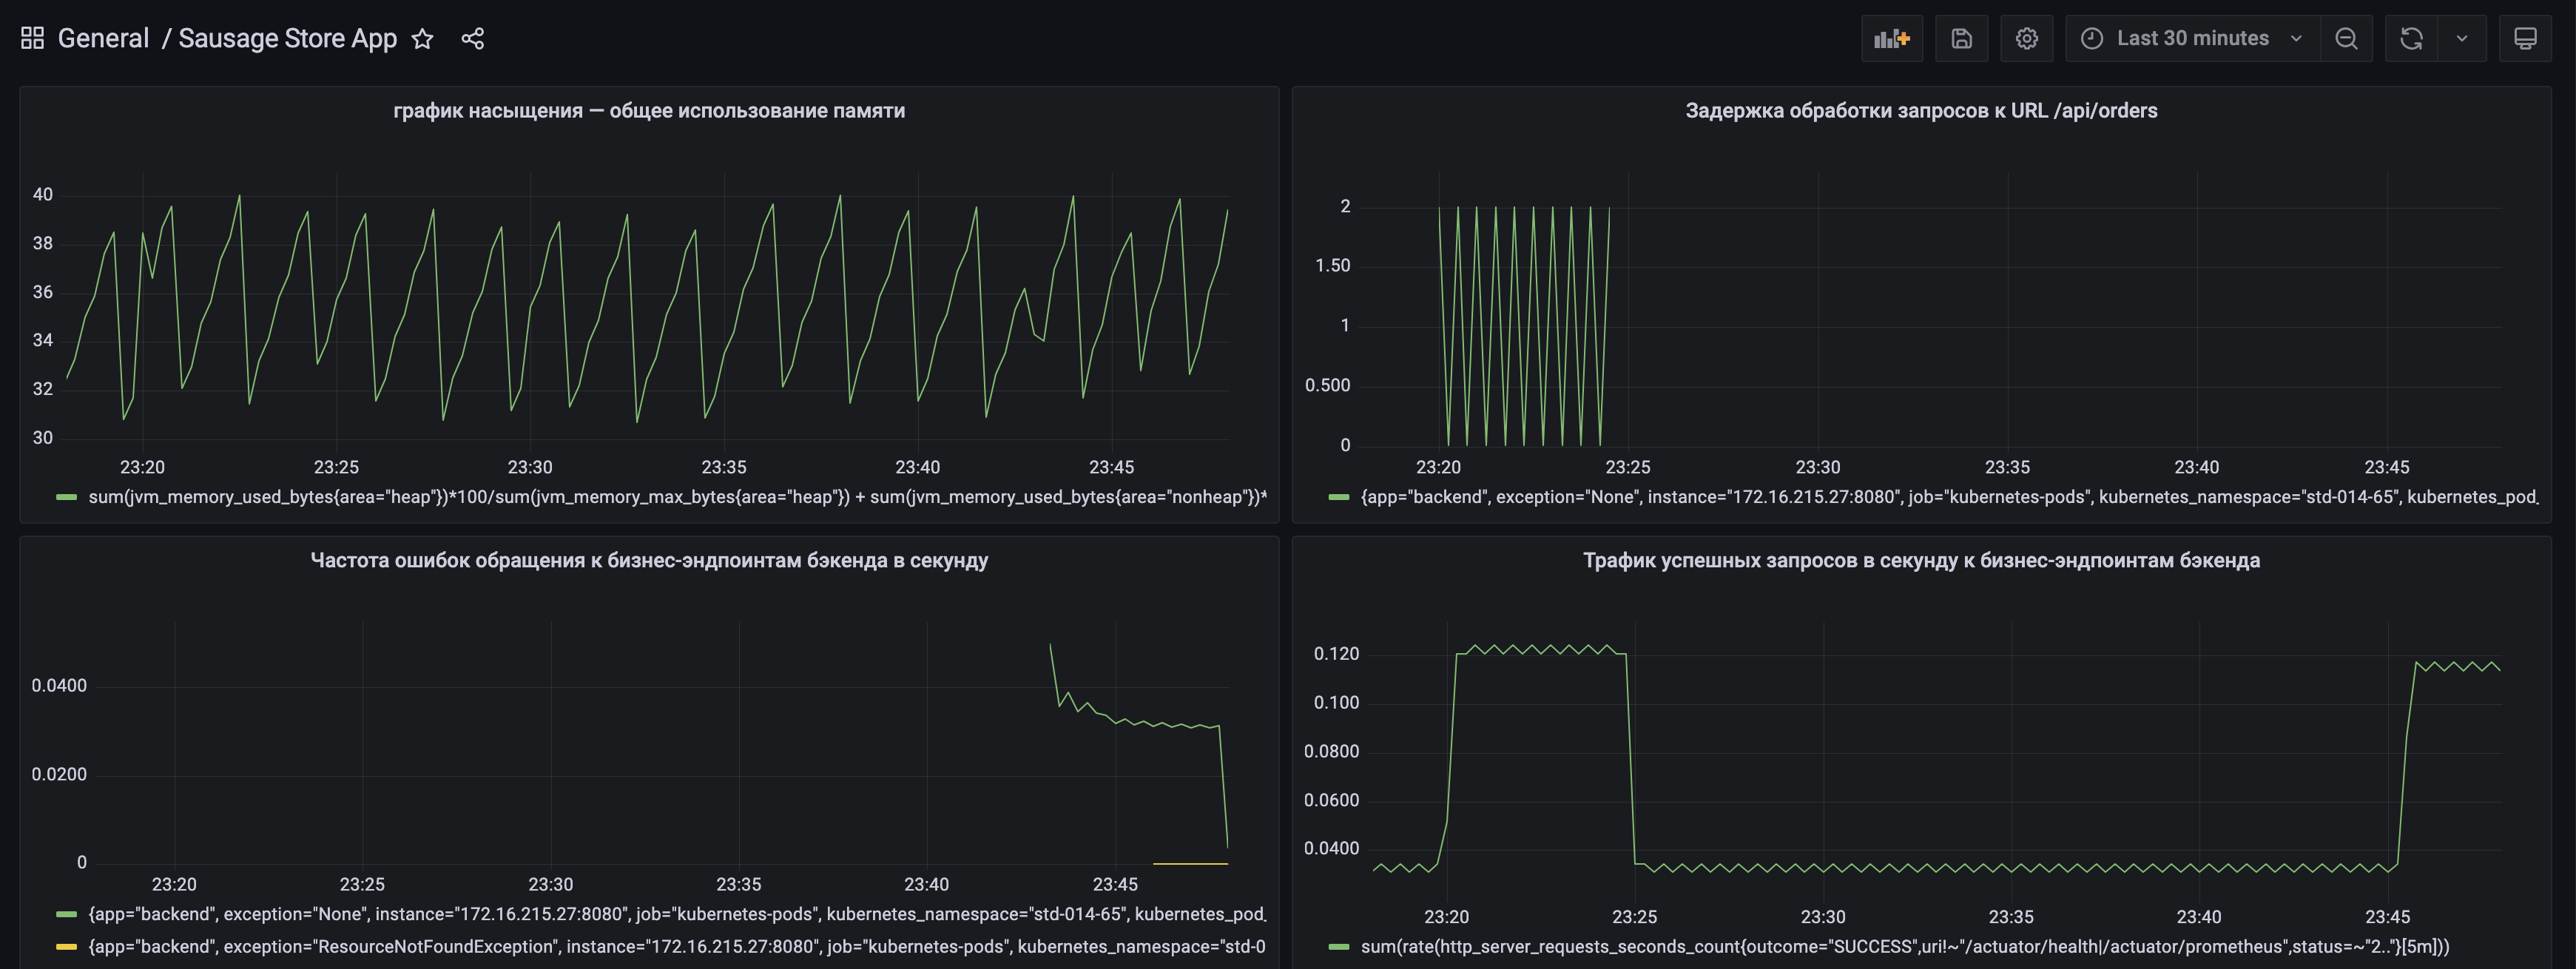 General / Sausage Store App
Last 30 minutes
график насыщения — общее использование памяти
40
38
36
34
32
30
23:20 23:25 23:30 23:35 23:40 23:45
sum(jvm_memory_used_bytes{area="heap"})*100/sum(jvm_memory_max_bytes{area="heap"}) + sum(jvm_memory_used_bytes{area="nonheap"})*
Задержка обработки запросов к URL /api/orders
2
1.50
1
0.500
0
23:20 23:25 23:30 23:35 23:40 23:45
{app="backend", exception="None", instance="172.16.215.27:8080", job="kubernetes-pods", kubernetes_namespace="std-014-65", kubernetes_pod_
Частота ошибок обращения к бизнес-эндпоинтам бэкенда в секунду
0.0400
0.0200
0
23:20 23:25 23:30 23:35 23:40 23:45
{app="backend", exception="None", instance="172.16.215.27:8080", job="kubernetes-pods", kubernetes_namespace="std-014-65", kubernetes_pod_
{app="backend", exception="ResourceNotFoundException", instance="172.16.215.27:8080", job="kubernetes-pods", kubernetes_namespace="std-0
Трафик успешных запросов в секунду к бизнес-эндпоинтам бэкенда
0.120
0.100
0.0800
0.0600
0.0400
23:20 23:25 23:30 23:35 23:40 23:45
sum(rate(http_server_requests_seconds_count{outcome="SUCCESS",uri!~"/actuator/health|/actuator/prometheus",status=~"2.."}[5m]))